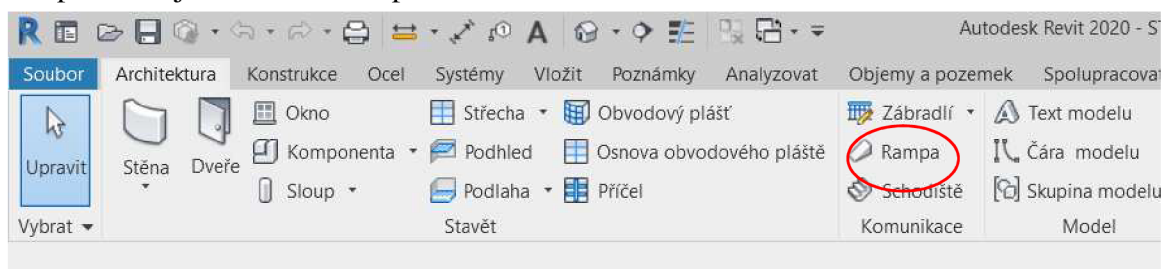 Autodesk Revit 2020 - ST
Soubor Architektura Konstrukce Ocel Systémy Vložit Poznámky Analyzovat Objemy a pozemek Spolupracovat
Okno Střecha Obvodový plášť Zábradlí Text modelu
Upravit Stěna Dveře Komponenta Podhled Osnova obvodového pláště Rampa Čára modelu
Sloup Podlaha Příčel Schodiště Skupina modelu
Vybrat Stavět Komunikace Model